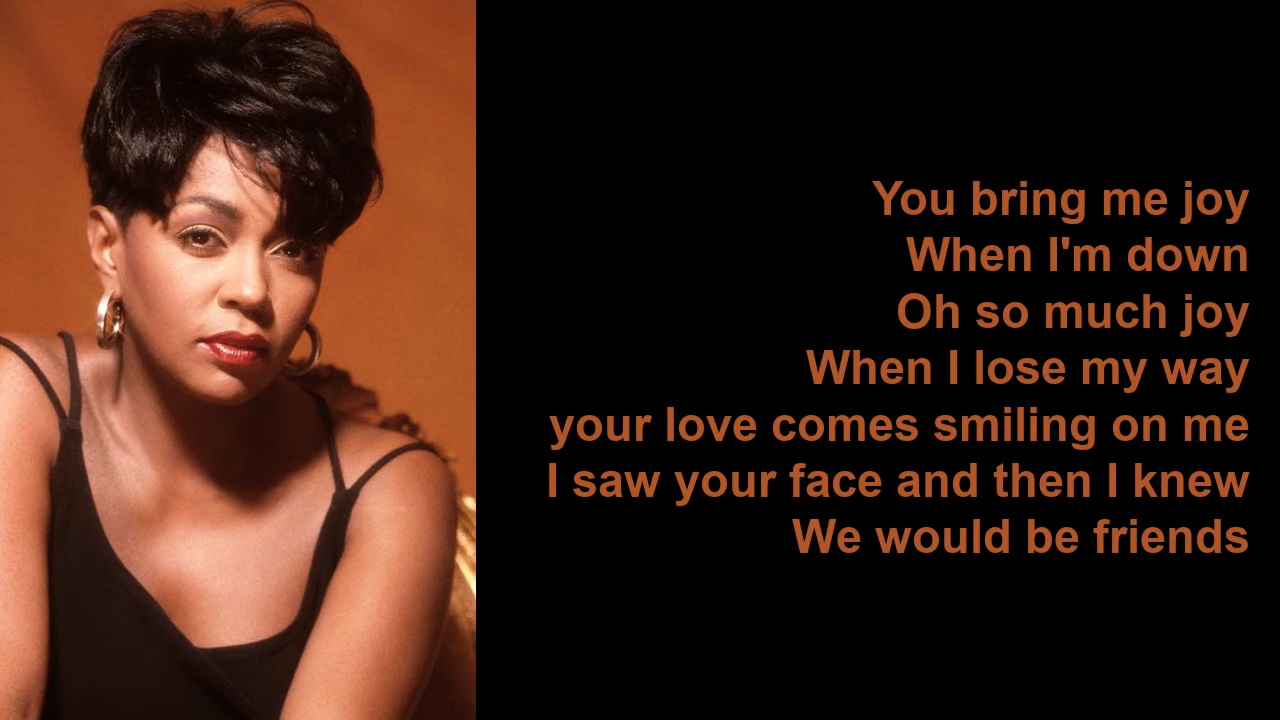 You bring me joy
When I'm down
Oh so much joy
When I lose my way
your love comes smiling on me
I saw your face and then I knew
We would be friends